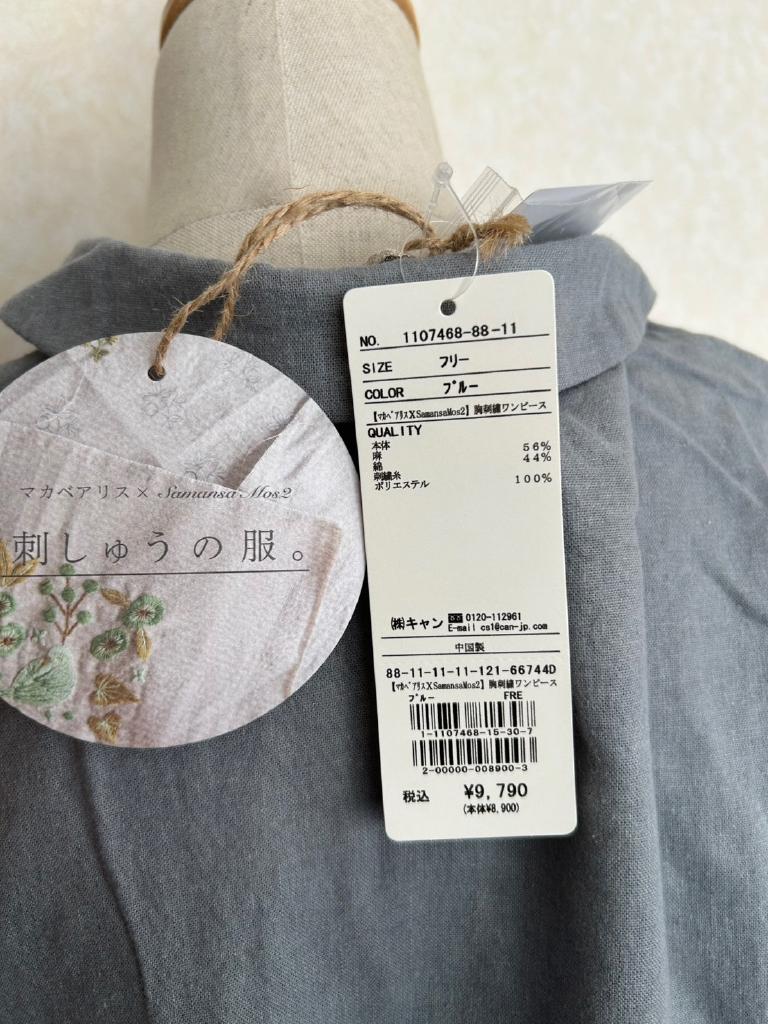 マカベアリス× Samansa Mos2
刺しゅうの服。
NO. 1107468-88-11
SIZE フリー
COLOR ブルー
【マカベアリスXSamansaMos2】胸刺繍ワンピース
QUALITY
本体
麻 56%
綿 44%
刺繍糸
ポリエステル 100%
㈱キャン 0120-112961
E-mail cs1@can-jp.com
中国製
88-11-11-11-121-66744D
【マカベアリスXSamansaMos2】胸刺繍ワンピース
ブルー FRE
1-1107468-15-30-7
2-00000-008900-3
税込 ¥9,790
(本体¥8,900)